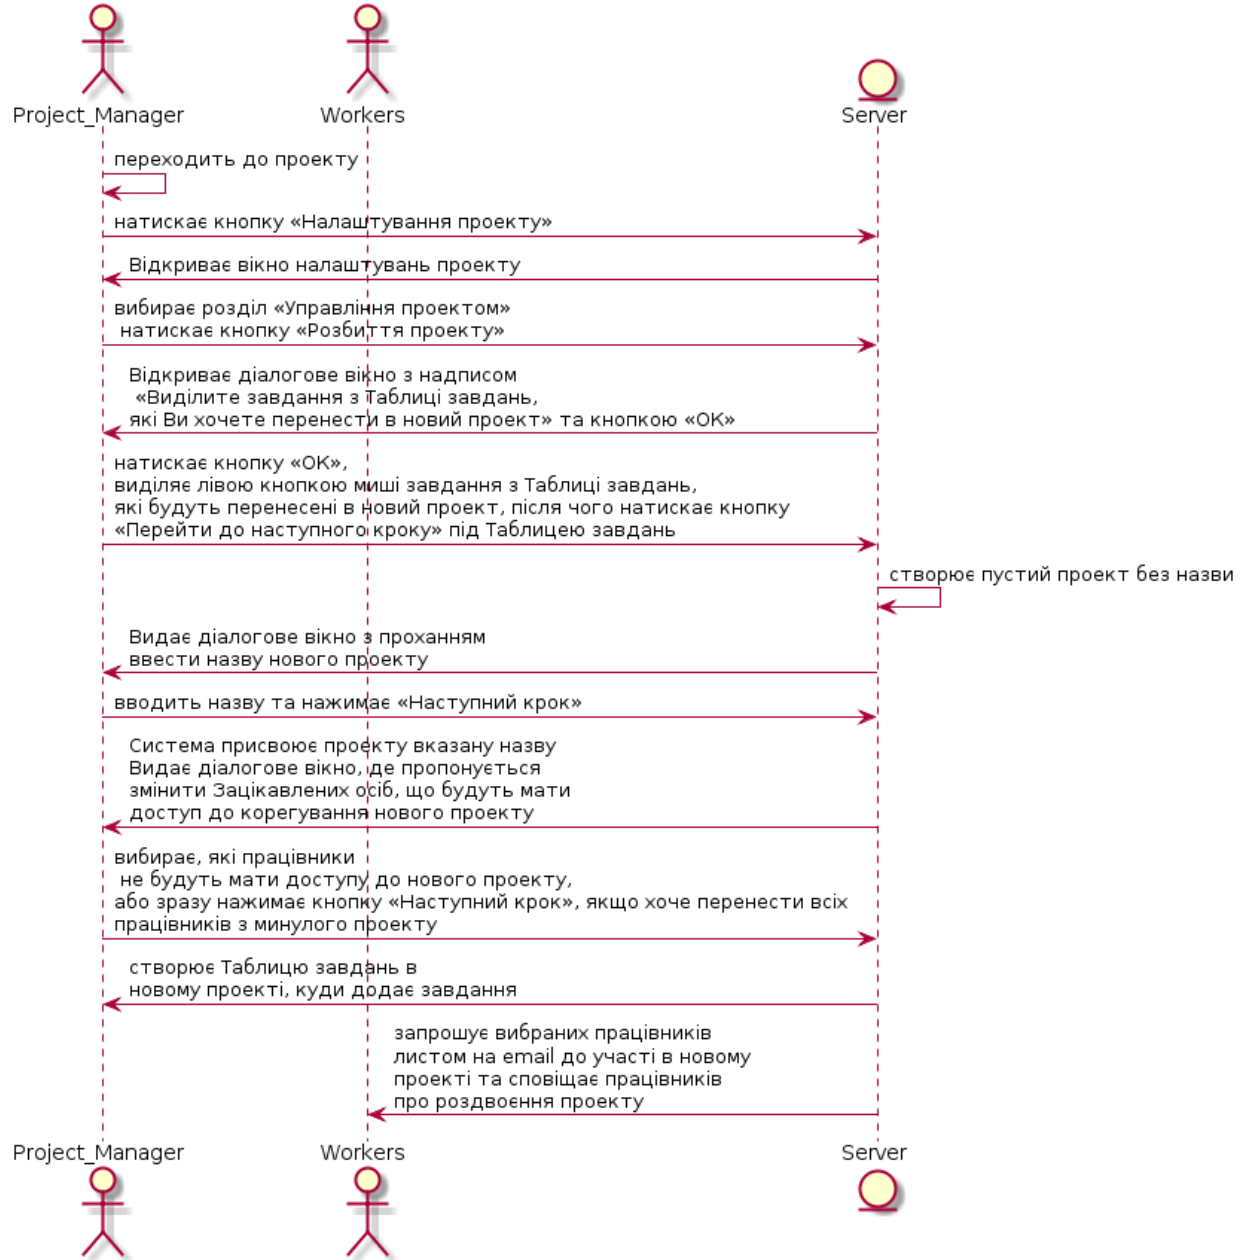 Project_Manager
Workers
Server
переходить до проекту
натискає кнопку «Налаштування проекту»
Відкриває вікно налаштувань проекту
вибирає розділ «Управління проектом»
натискає кнопку «Розбиття проекту»
Відкриває діалогове вікно з надписом
«Виділите завдання з Таблиці завдань,
які Ви хочете перенести в новий проект» та кнопкою «ОК»
натискає кнопку «ОК»,
виділяє лівою кнопкою миші завдання з Таблиці завдань,
які будуть перенесені в новий проект, після чого натискає кнопку
«Перейти до наступного кроку» під Таблицею завдань
створює пустий проект без назви
Видає діалогове вікно з проханням
ввести назву нового проекту
вводить назву та нажимає «Наступний крок»
Система присвоює проекту вказану назву
Видає діалогове вікно, де пропонується
змінити Зацікавлених осіб, що будуть мати
доступ до корегування нового проекту
вибирає, які працівники
не будуть мати доступу до нового проекту,
або зразу нажимає кнопку «Наступний крок», якщо хоче перенести всіх
працівників з минулого проекту
створює Таблицю завдань в
новому проекті, куди додає завдання
запрошує вибраних працівників
листом на email до участі в новому
проекті та сповіщає працівників
про роздвоєння проекту
Project_Manager
Workers
Server